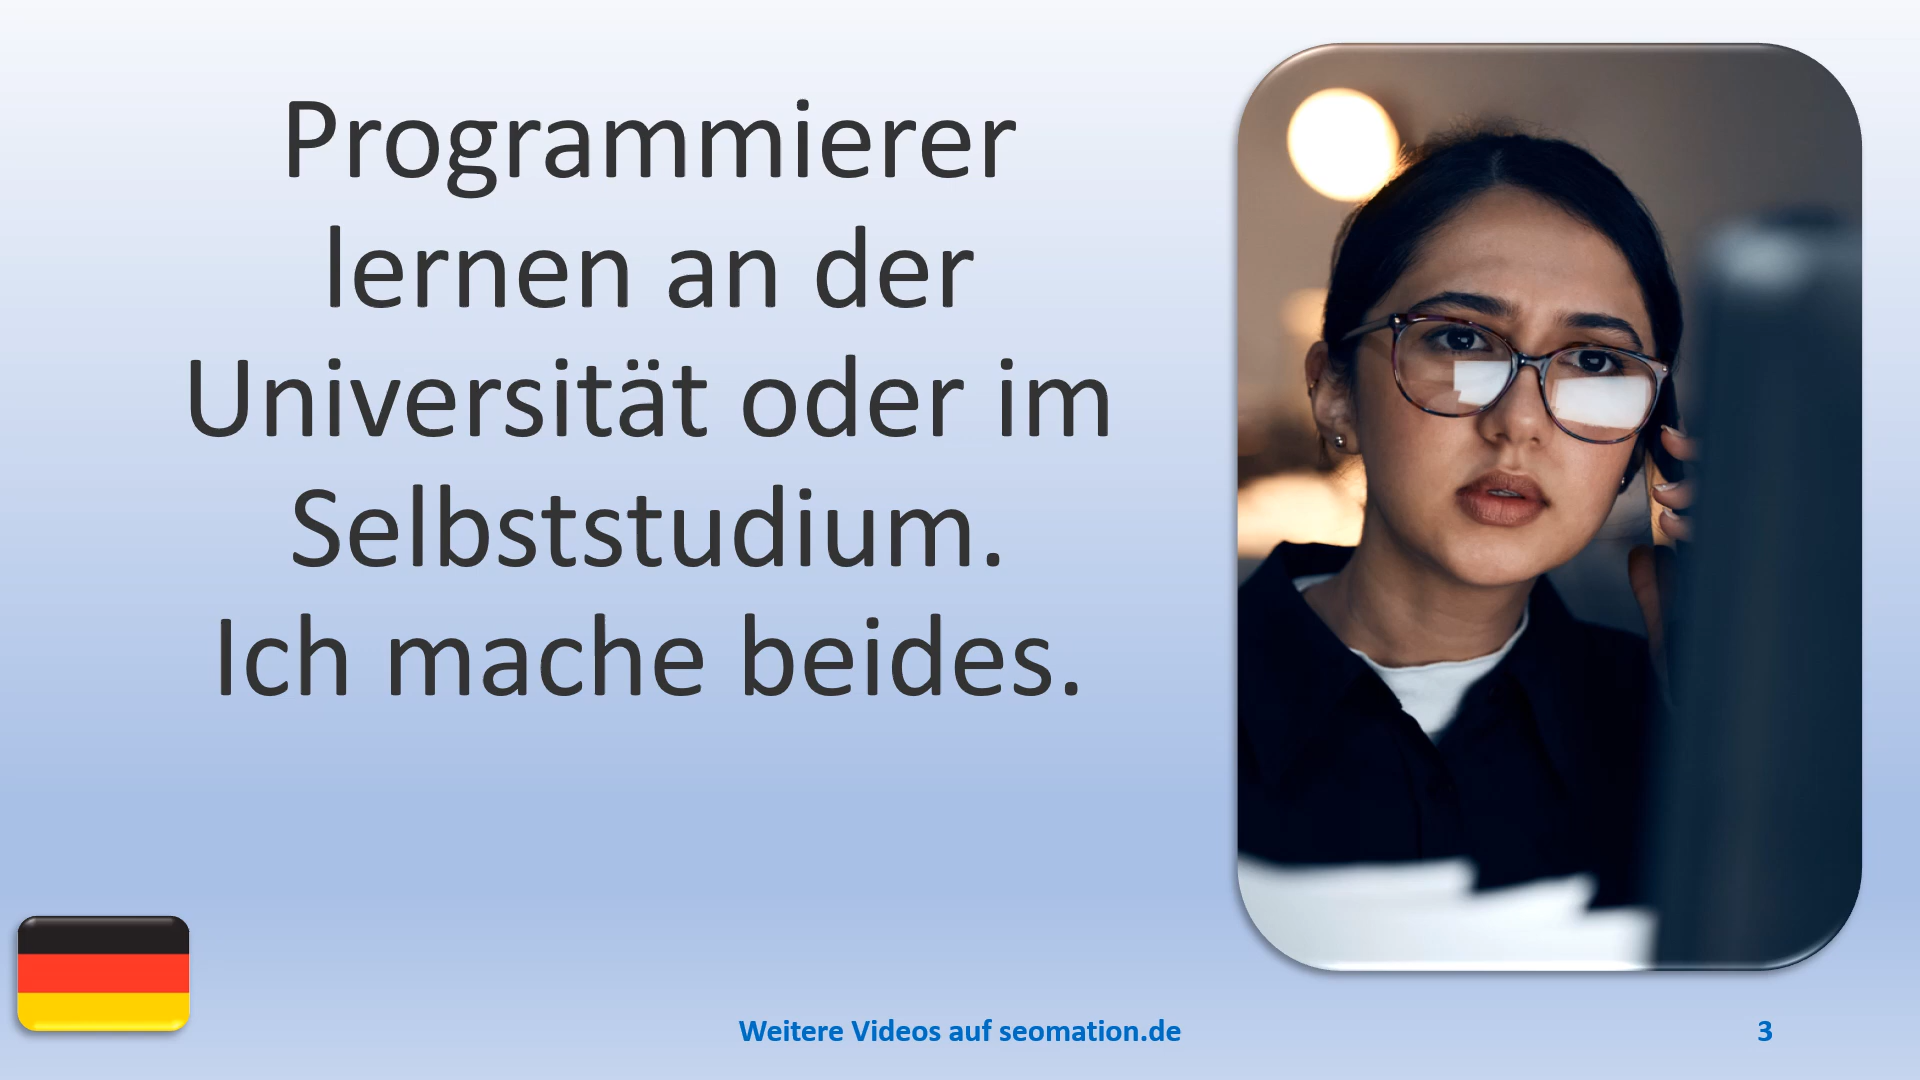 Programmierer
lernen an der
Universität oder im
Selbststudium.
Ich mache beides.
Weitere Videos auf seomation.de
3